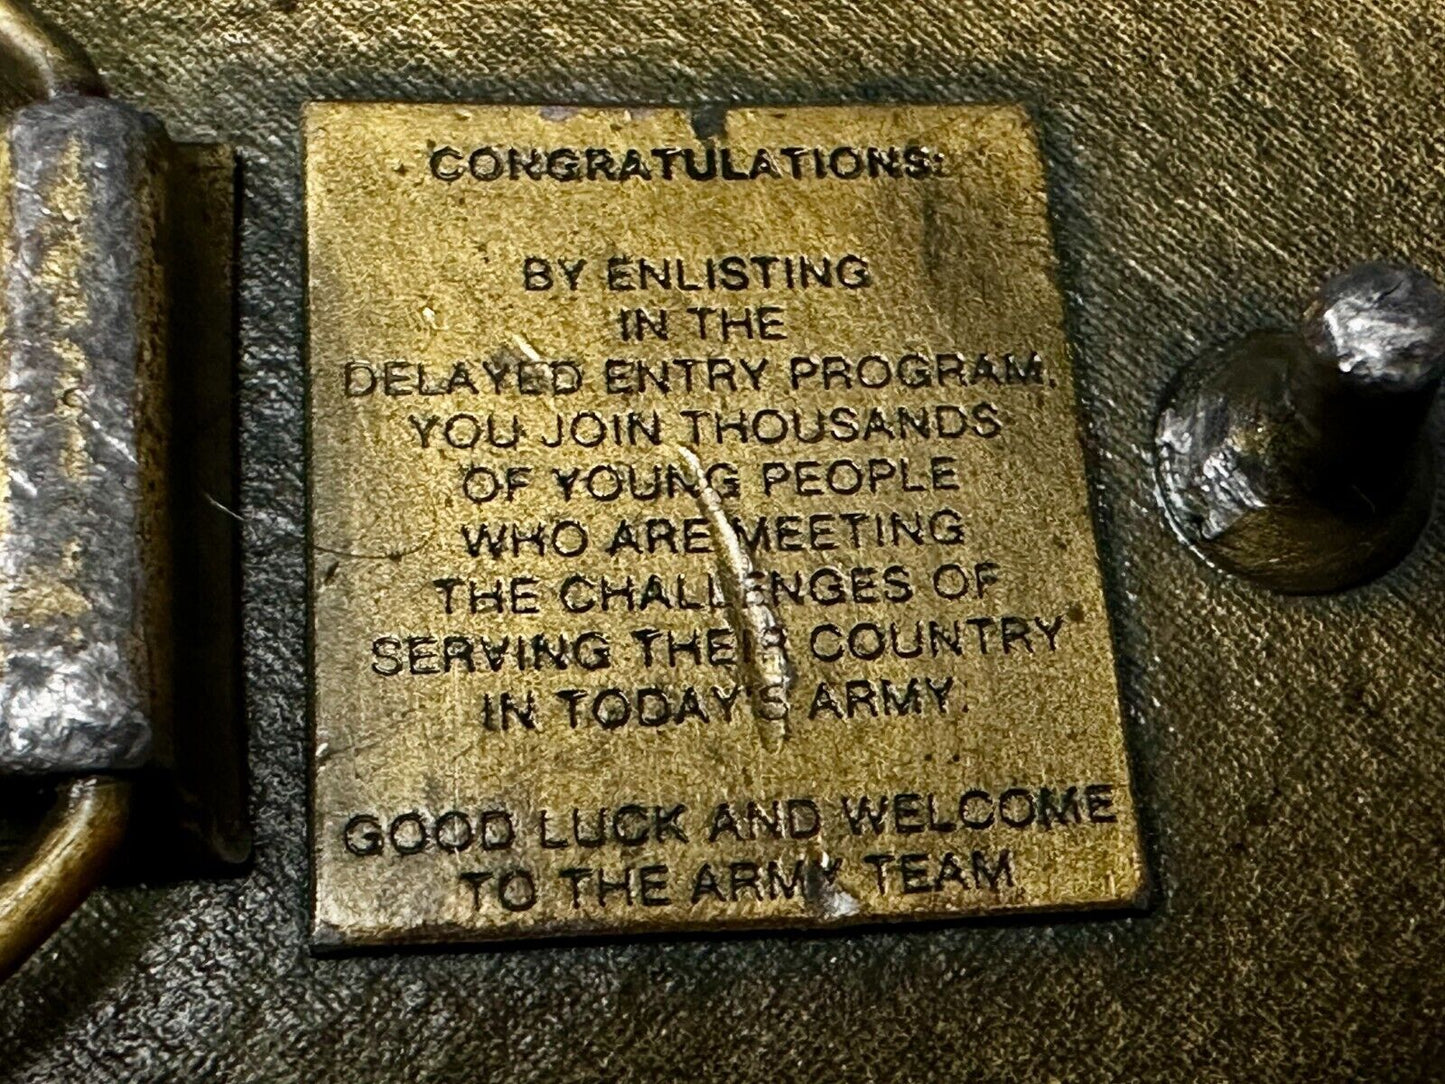 CONGRATULATIONS:
BY ENLISTING
IN THE
DELAYED ENTRY PROGRAM,
YOU JOIN THOUSANDS
OF YOUNG PEOPLE
WHO ARE MEETING
THE CHALLENGES OF
SERVING THEIR COUNTRY
IN TODAY'S ARMY.
GOOD LUCK AND WELCOME
TO THE ARMY TEAM